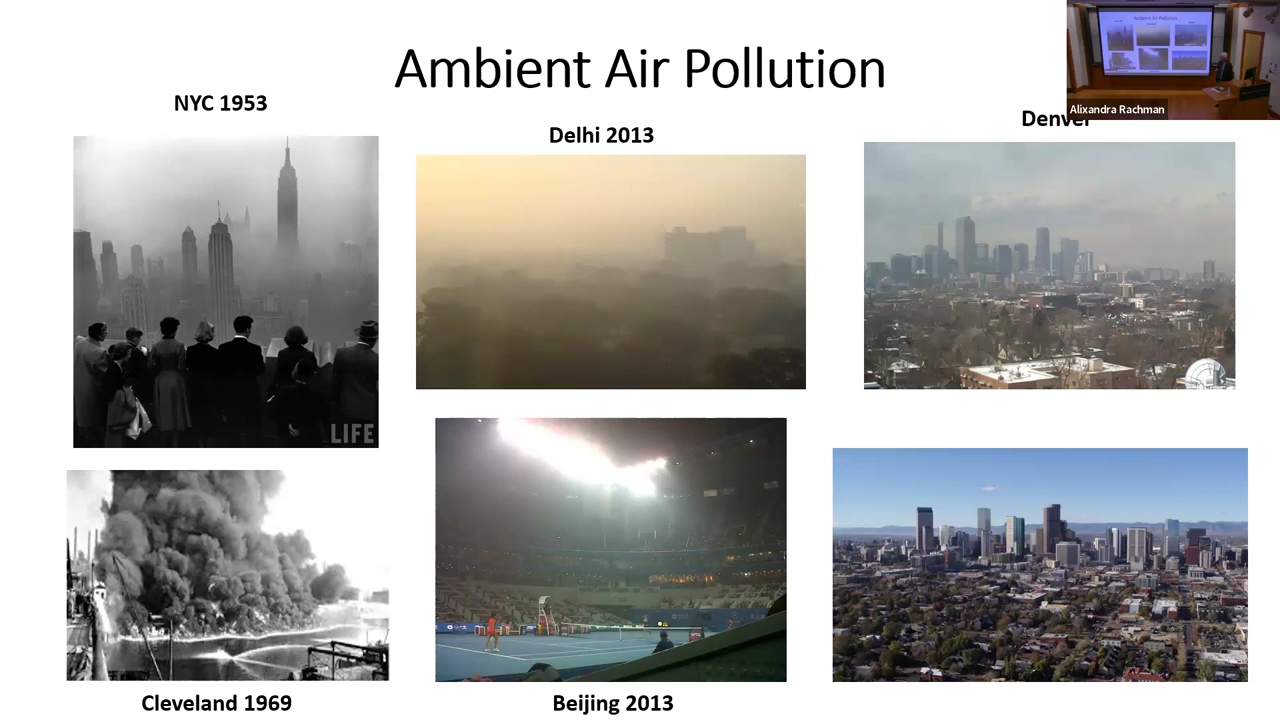 Ambient Air Pollution
NYC 1953
Delhi 2013
Denver
Alixandra Rachman
LIFE
Cleveland 1969
Beijing 2013